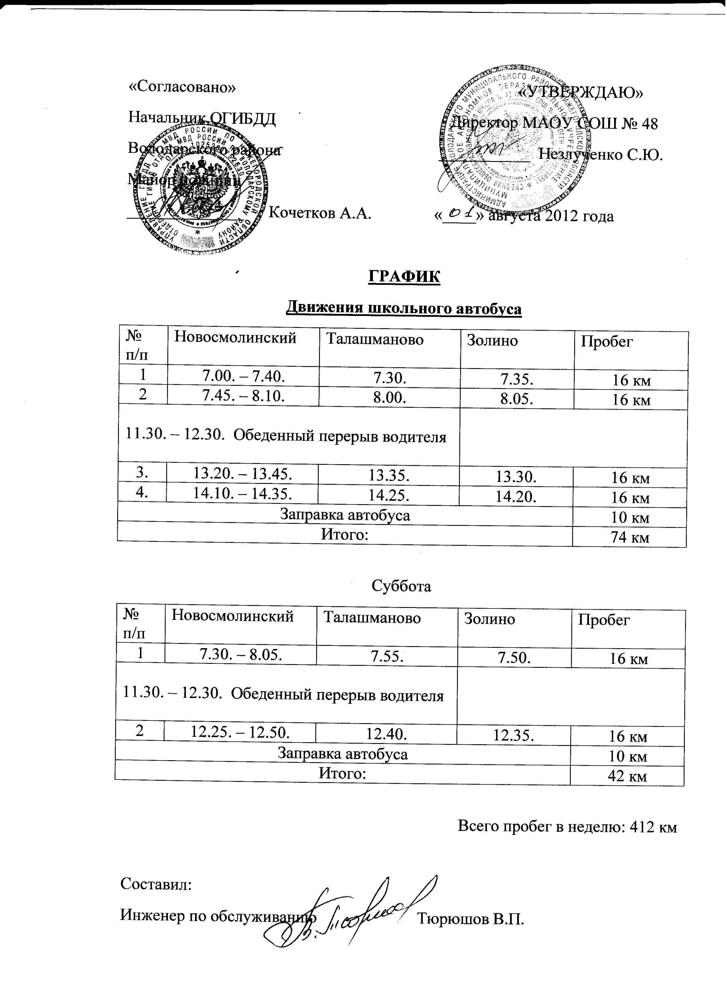 «Согласовано»
Начальник ОГИБДД
Володарского района
Майор полиции
Кочетков А.А.
«УТВЕРЖДАЮ»
Директор МАОУ СОШ № 48
Незлученко С.Ю.
«01» августа 2012 года
ГРАФИК
Движения школьного автобуса
№ п/п Новосмолинский Талашманово Золино Пробег
1 7.00. – 7.40. 7.30. 7.35. 16 км
2 7.45. – 8.10. 8.00. 8.05. 16 км
11.30. – 12.30. Обеденный перерыв водителя
3. 13.20. – 13.45. 13.35. 13.30. 16 км
4. 14.10. – 14.35. 14.25. 14.20. 16 км
Заправка автобуса 10 км
Итого: 74 км
Суббота
№ п/п Новосмолинский Талашманово Золино Пробег
1 7.30. – 8.05. 7.55. 7.50. 16 км
11.30. – 12.30. Обеденный перерыв водителя
2 12.25. – 12.50. 12.40. 12.35. 16 км
Заправка автобуса 10 км
Итого: 42 км
Всего пробег в неделю: 412 км
Составил:
Инженер по обслуживанию Тюрюшов В.П.